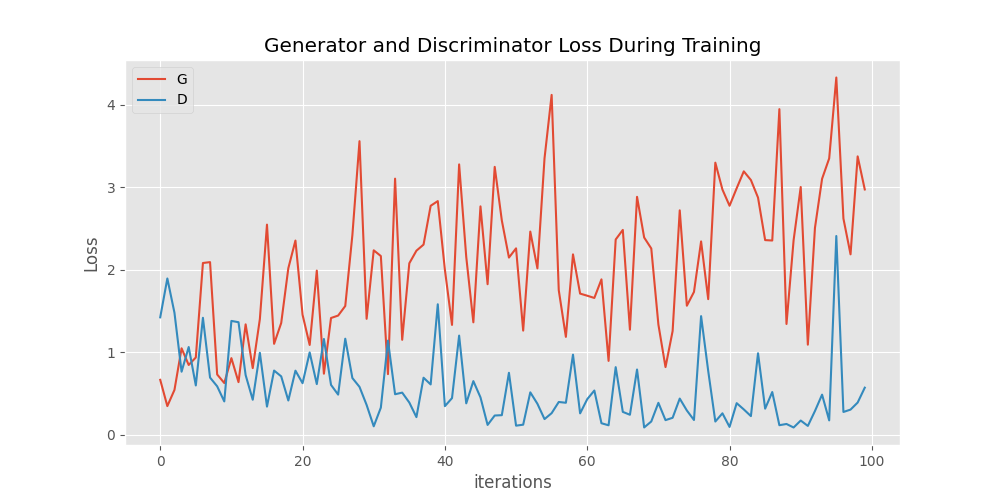 Generator and Discriminator Loss During Training
G
D
4
3
2
1
0
Loss
0 20 40 60 80 100
iterations